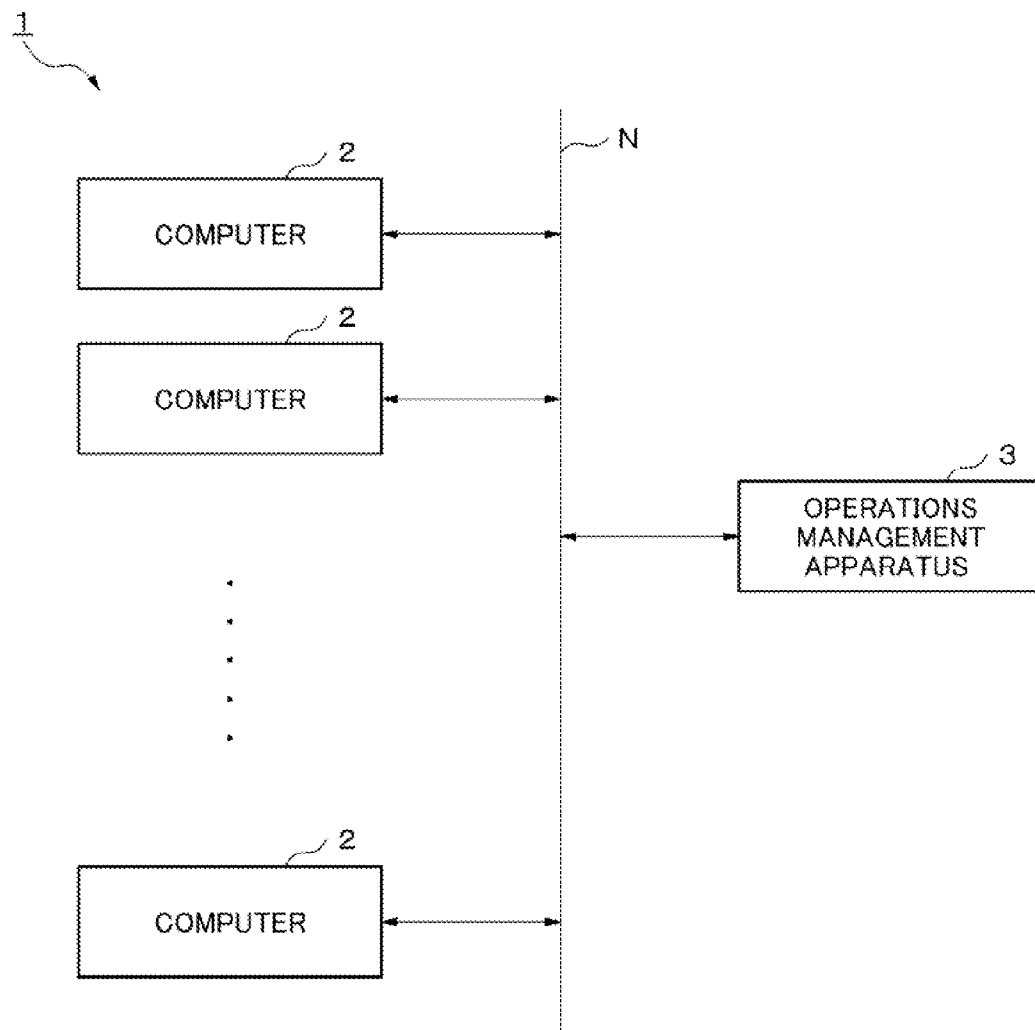 1
2
N
COMPUTER
2
COMPUTER
3
OPERATIONS
MANAGEMENT
APPARATUS
2
COMPUTER